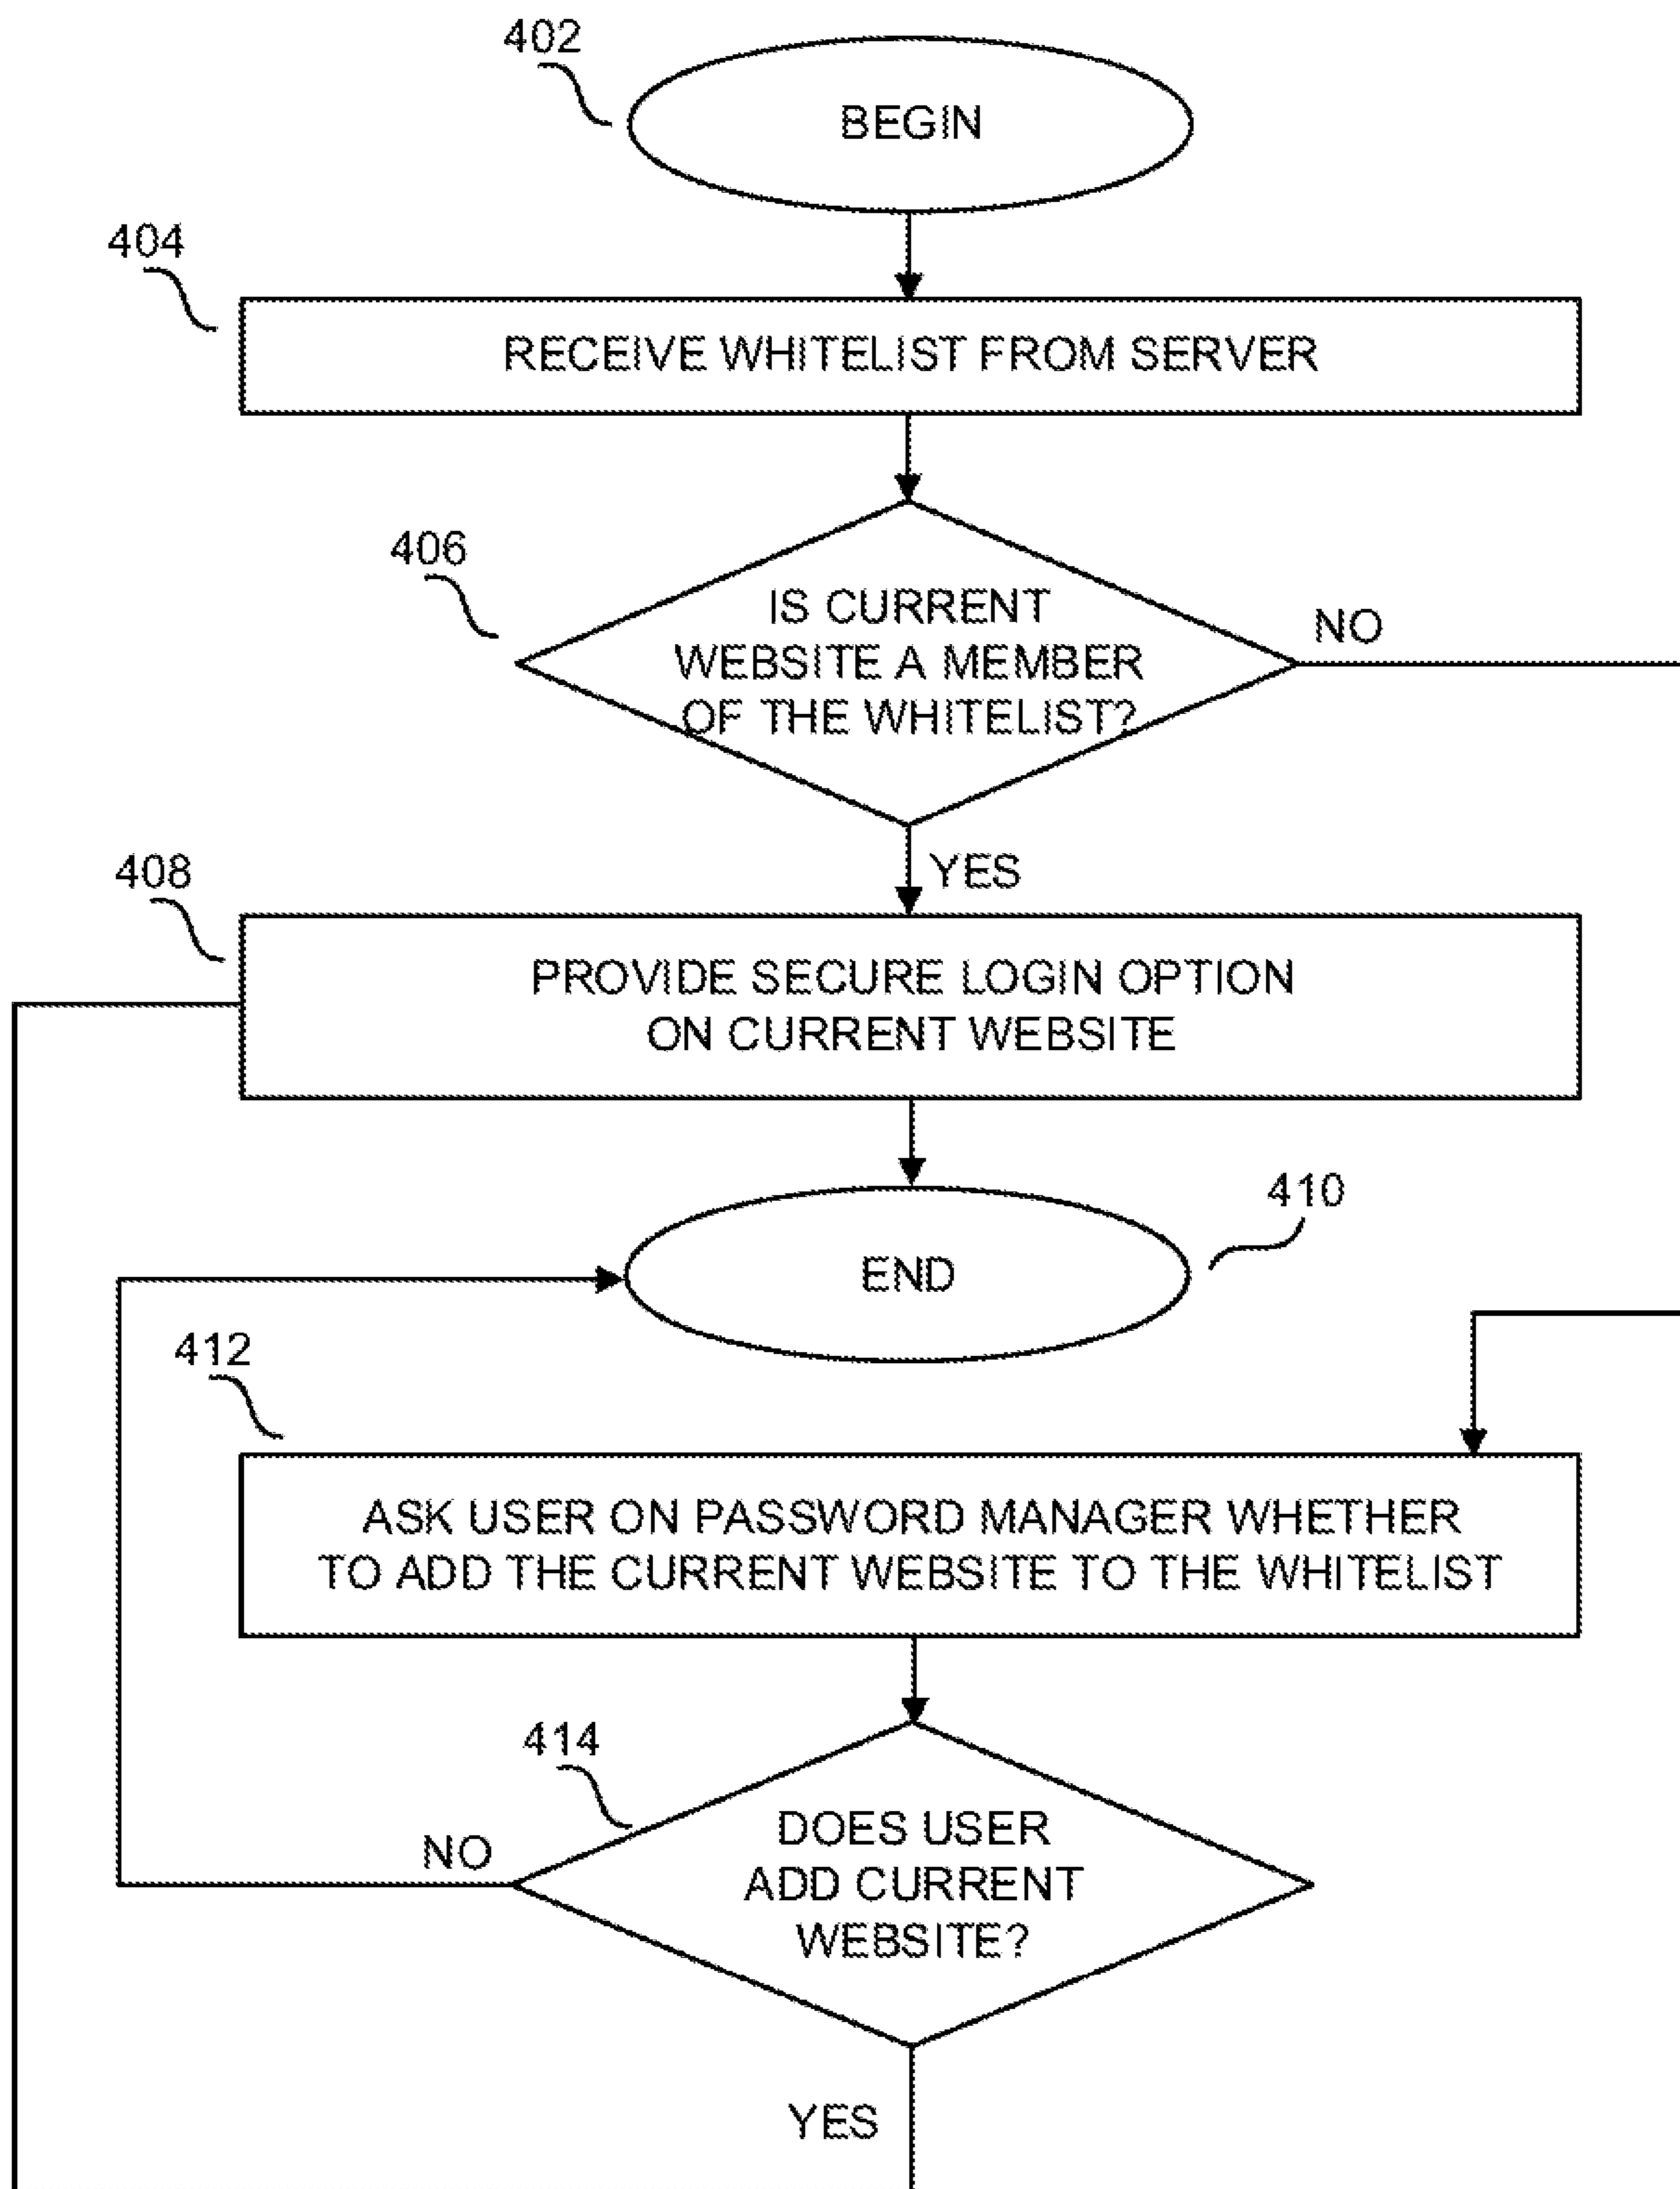 402
BEGIN
404
RECEIVE WHITELIST FROM SERVER
406
IS CURRENT
WEBSITE A MEMBER
OF THE WHITELIST?
NO
YES
408
PROVIDE SECURE LOGIN OPTION
ON CURRENT WEBSITE
410
END
412
ASK USER ON PASSWORD MANAGER WHETHER
TO ADD THE CURRENT WEBSITE TO THE WHITELIST
414
DOES USER
ADD CURRENT
WEBSITE?
NO
YES